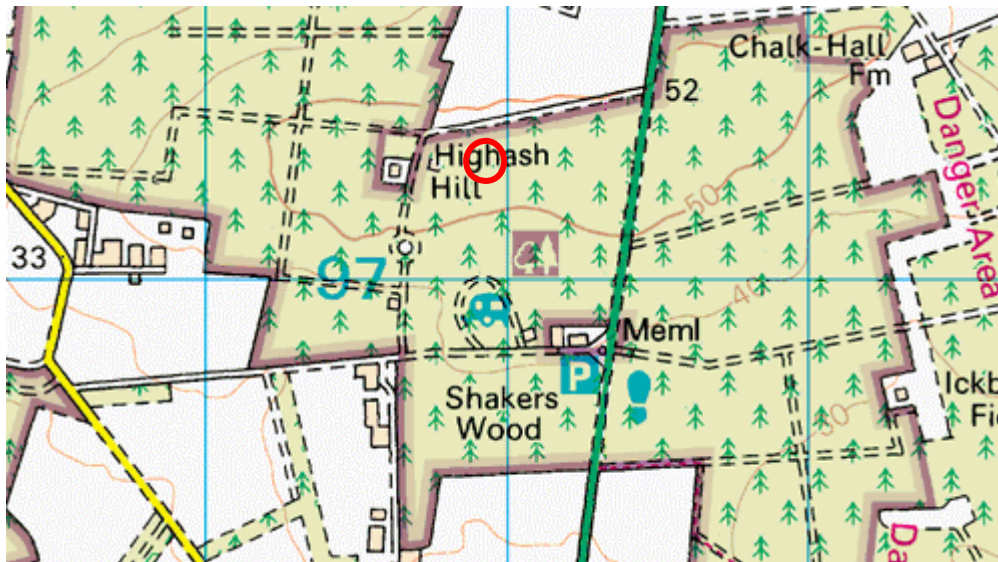 Chalk-Hall
Fm
52
Highash
Hill
Danger Area
50
33
97
40
Meml
P
Shakers
Wood
30
Ickb
Fi
Da